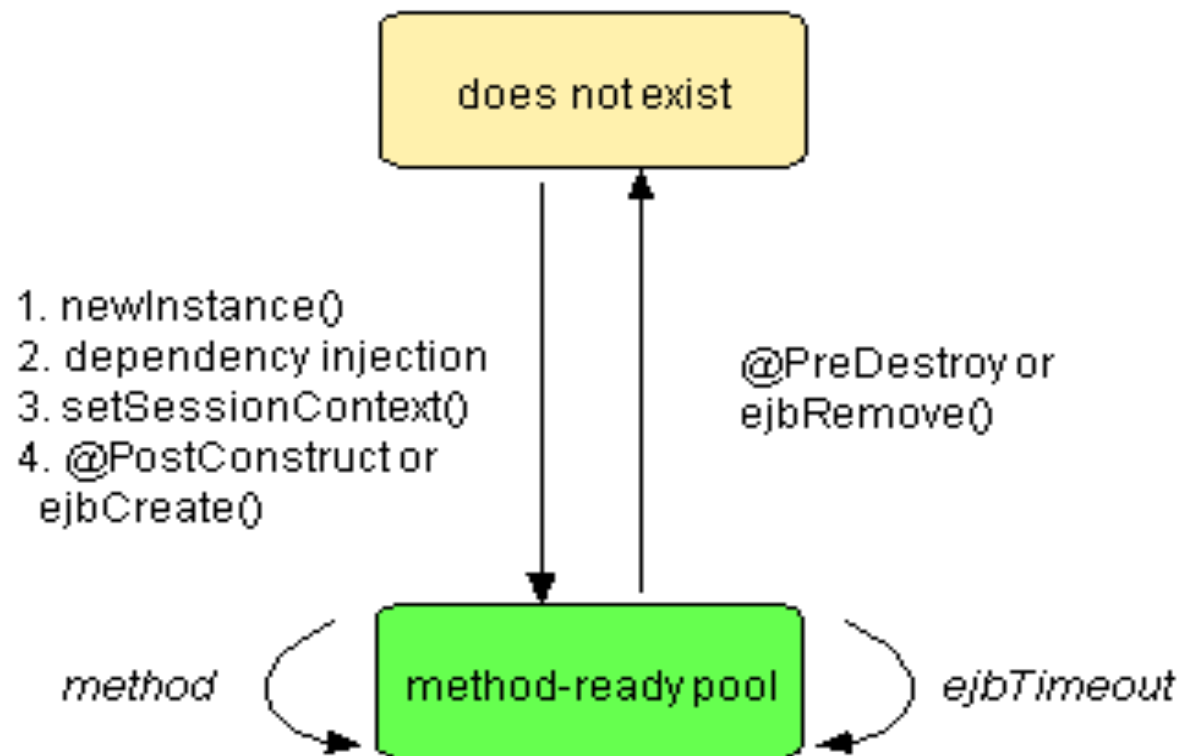 does not exist
1. newInstance()
2. dependency injection
3. setSessionContext()
4. @PostConstruct or
ejbCreate()
@PreDestroy or
ejbRemove()
method
method-ready pool
ejbTimeout